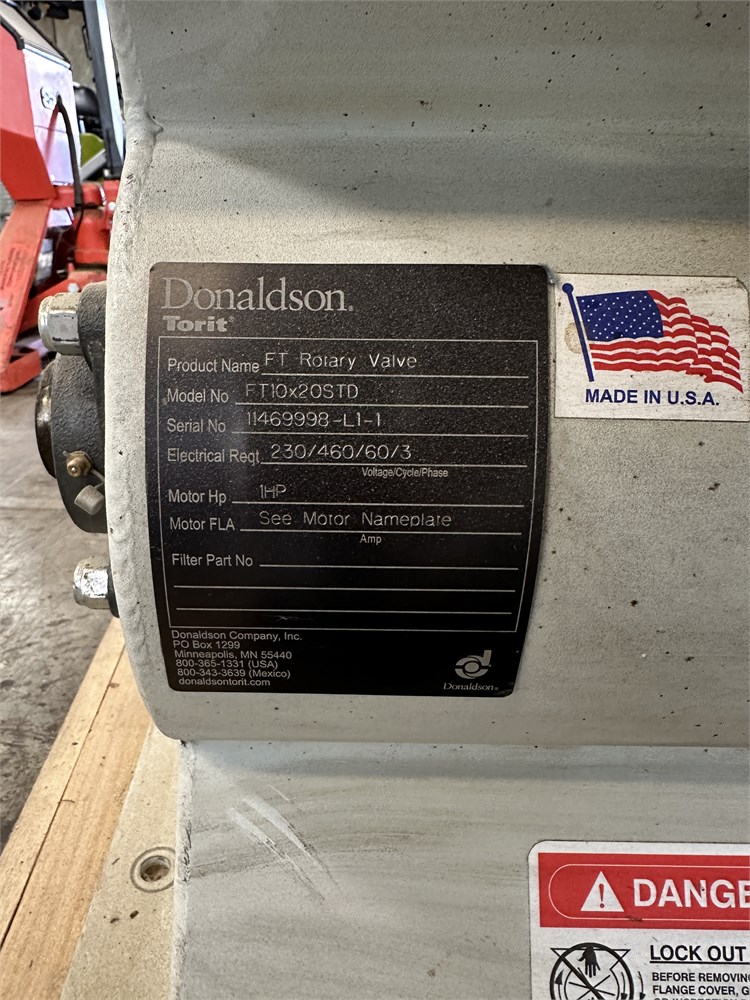 Donaldson®
Torit®
Product Name FT Rotary Valve
Model No FT10x20STD
Serial No 11469998-L1-1
Electrical Reqt 230/460/60/3
Voltage/Cycle/Phase
Motor Hp 1HP
Motor FLA See Motor Nameplate
Amp
Filter Part No
Donaldson Company, Inc.
PO Box 1299
Minneapolis, MN 55440
800-365-1331 (USA)
800-343-3639 (Mexico)
donaldsontorit.com
Donaldson®
MADE IN U.S.A.
DANGE
LOCK OUT
BEFORE REMOVING
FLANGE COVER, G